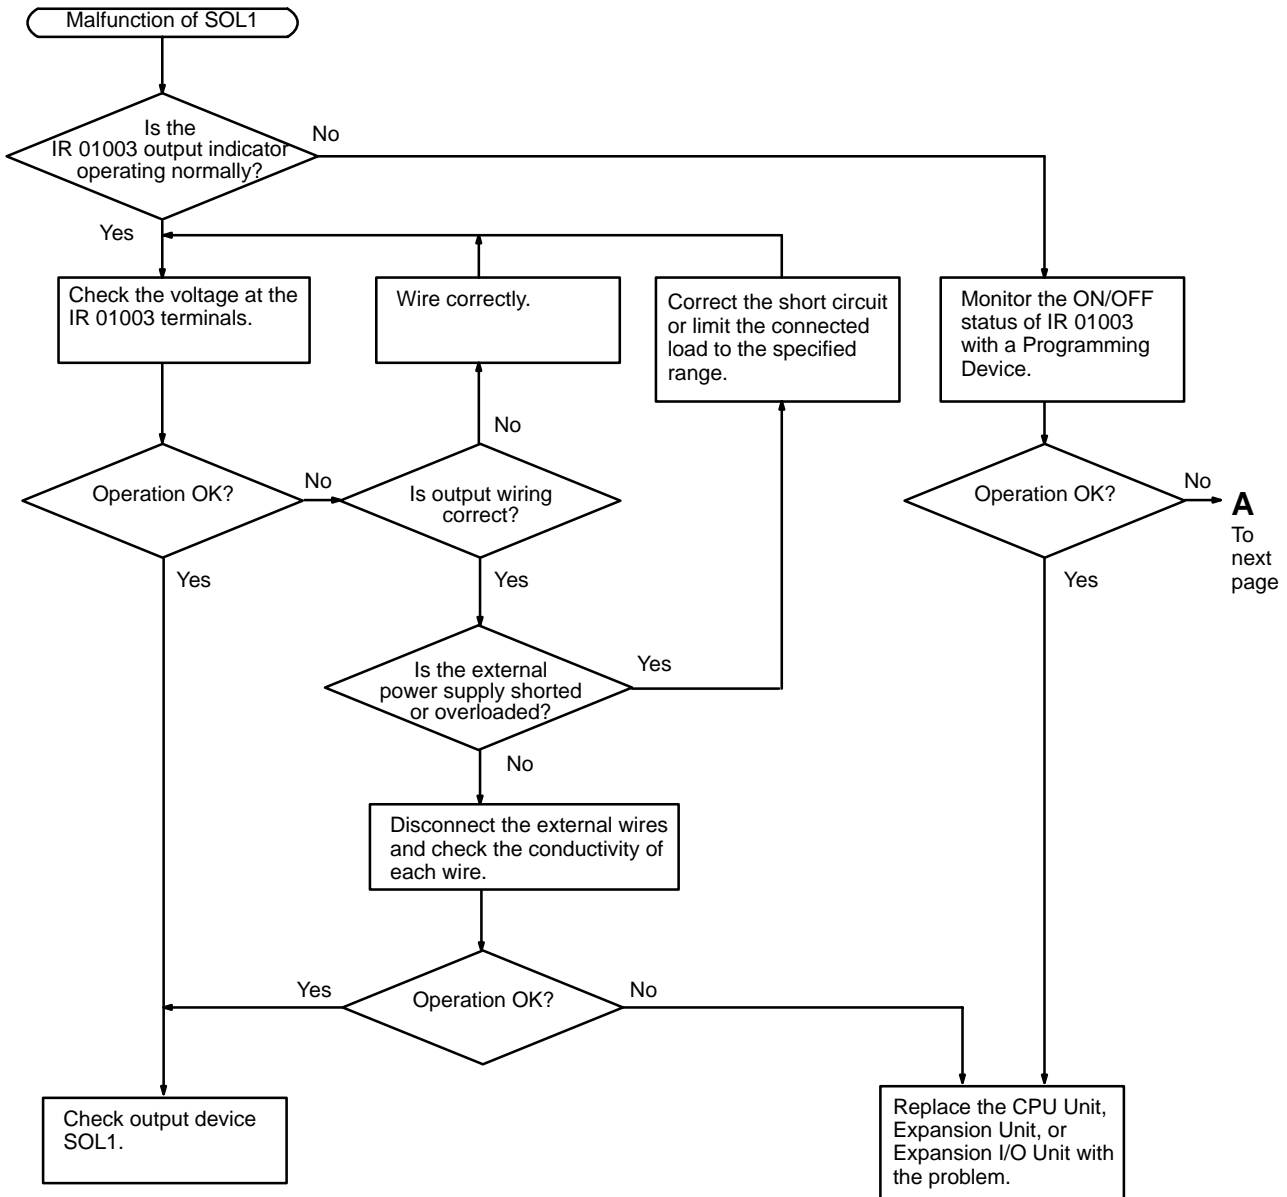 Malfunction of SOL1
Is the
IR 01003 output indicator
operating normally?
No
Yes
Check the voltage at the
IR 01003 terminals.
Wire correctly.
Correct the short circuit
or limit the connected
load to the specified
range.
Monitor the ON/OFF
status of IR 01003
with a Programming
Device.
No
Operation OK?
No
Is output wiring
correct?
Operation OK?
No
A
To
next
page
Yes
Yes
Yes
Is the external
power supply shorted
or overloaded?
Yes
No
Disconnect the external wires
and check the conductivity of
each wire.
Yes
Operation OK?
No
Check output device
SOL1.
Replace the CPU Unit,
Expansion Unit, or
Expansion I/O Unit with
the problem.